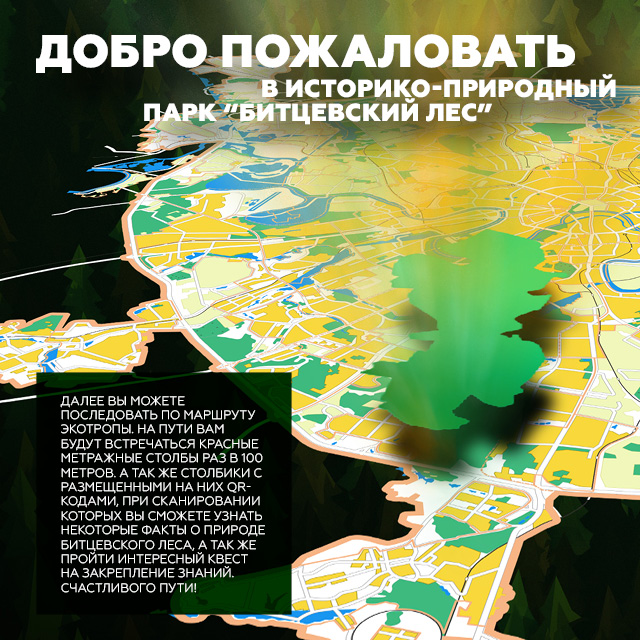 ДОБРО ПОЖАЛОВАТЬ
В ИСТОРИКО-ПРИРОДНЫЙ
ПАРК “БИТЦЕВСКИЙ ЛЕС”
ДАЛЕЕ ВЫ МОЖЕТЕ
ПОСЛЕДОВАТЬ ПО МАРШРУТУ
ЭКОТРОПЫ. НА ПУТИ ВАМ
БУДУТ ВСТРЕЧАТЬСЯ КРАСНЫЕ
МЕТРАЖНЫЕ СТОЛБЫ РАЗ В 100
МЕТРОВ. А ТАК ЖЕ СТОЛБИКИ С
РАЗМЕЩЕННЫМИ НА НИХ QR-
КОДАМИ, ПРИ СКАНИРОВАНИИ
КОТОРЫХ ВЫ СМОЖЕТЕ УЗНАТЬ
НЕКОТОРЫЕ ФАКТЫ О ПРИРОДЕ
БИТЦЕВСКОГО ЛЕСА, А ТАК ЖЕ
ПРОЙТИ ИНТЕРЕСНЫЙ КВЕСТ
НА ЗАКРЕПЛЕНИЕ ЗНАНИЙ.
СЧАСТЛИВОГО ПУТИ!